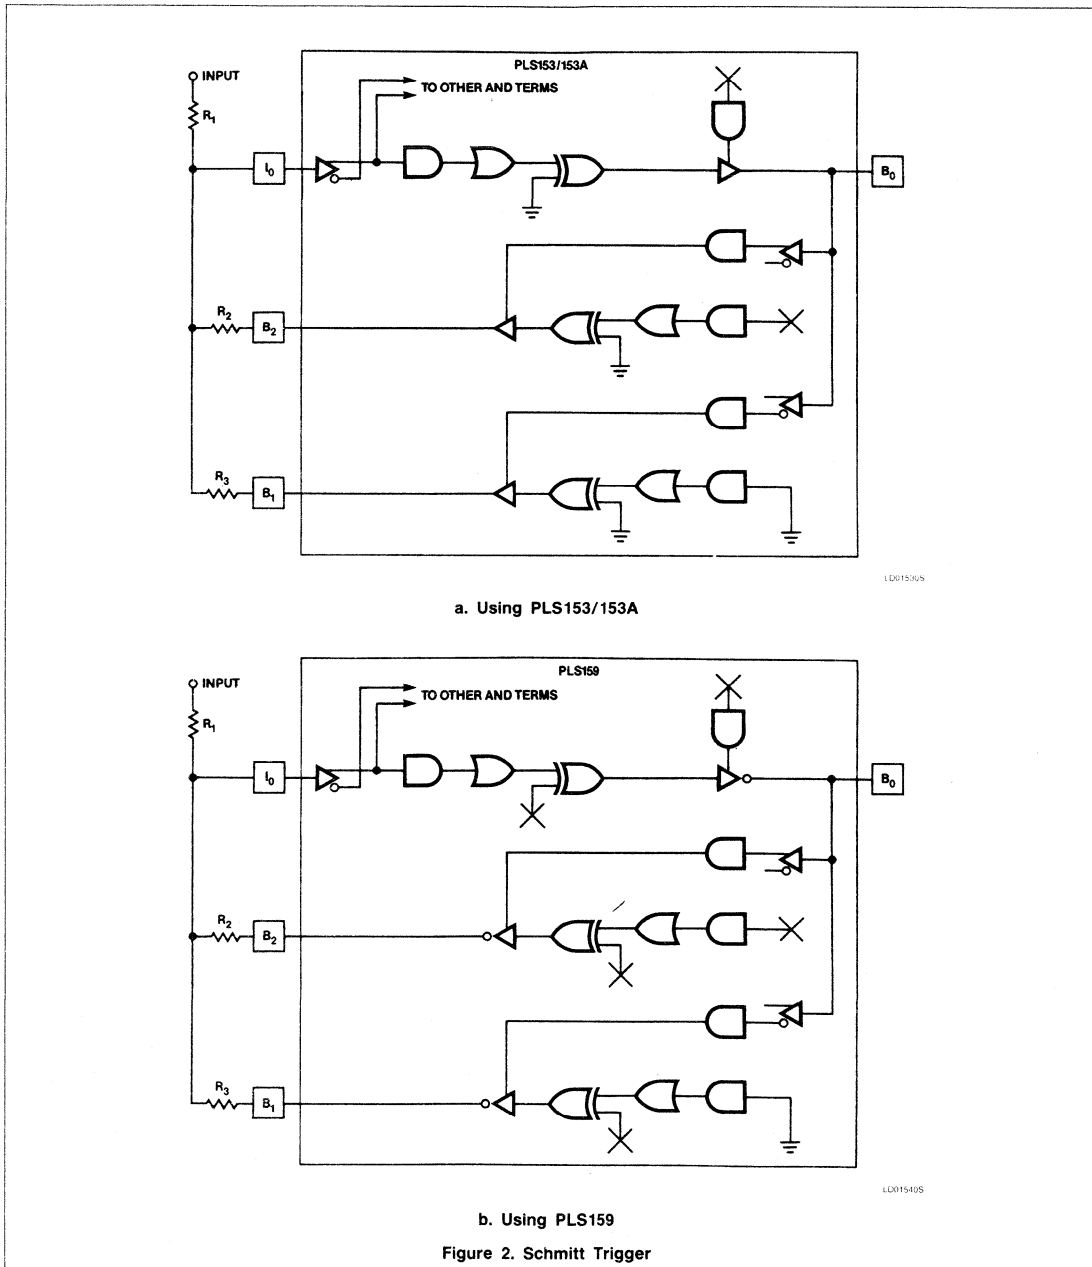 PLS153/153A
INPUT
TO OTHER AND TERMS
R1
I0
B0
R2
B2
R3
B1
LD01530S
a. Using PLS153/153A
PLS159
INPUT
TO OTHER AND TERMS
R1
I0
B0
R2
B2
R3
B1
LD01540S
b. Using PLS159
Figure 2. Schmitt Trigger